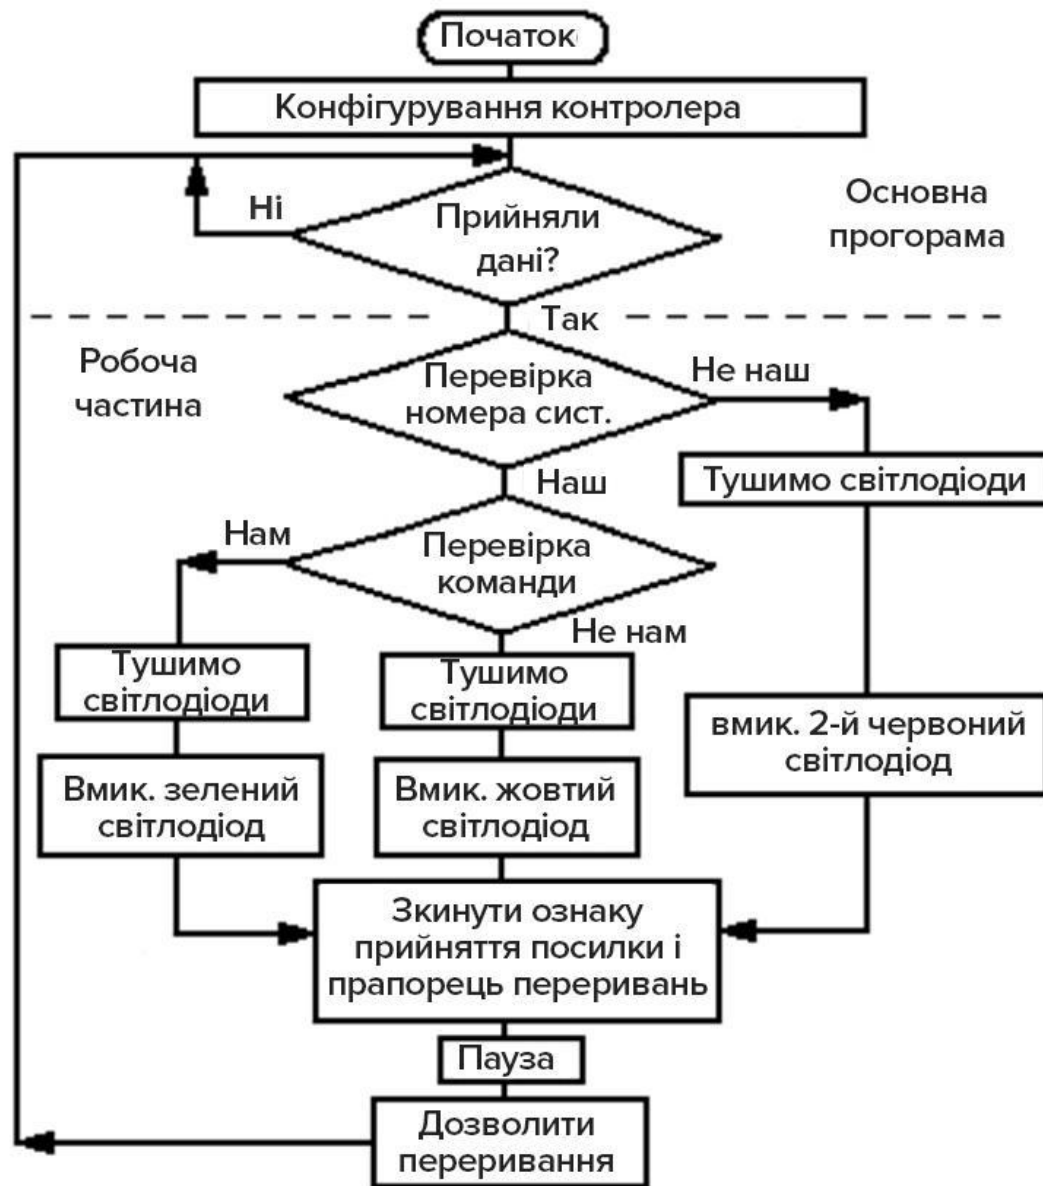 Початок
Конфігурування контролера
Ні
Прийняли
дані?
Основна
прогорама
Так
Робоча
частина
Перевірка
номера сист.
Не наш
Тушимо світлодіоди
Наш
Нам
Перевірка
команди
Не нам
Тушимо
світлодіоди
Тушимо
світлодіоди
вмик. 2-й червоний
світлодіод
Вмик. зелений
світлодіод
Вмик. жовтий
світлодіод
Зкинути ознаку
прийняття посилки і
прапорець переривань
Пауза
Дозволити
переривання